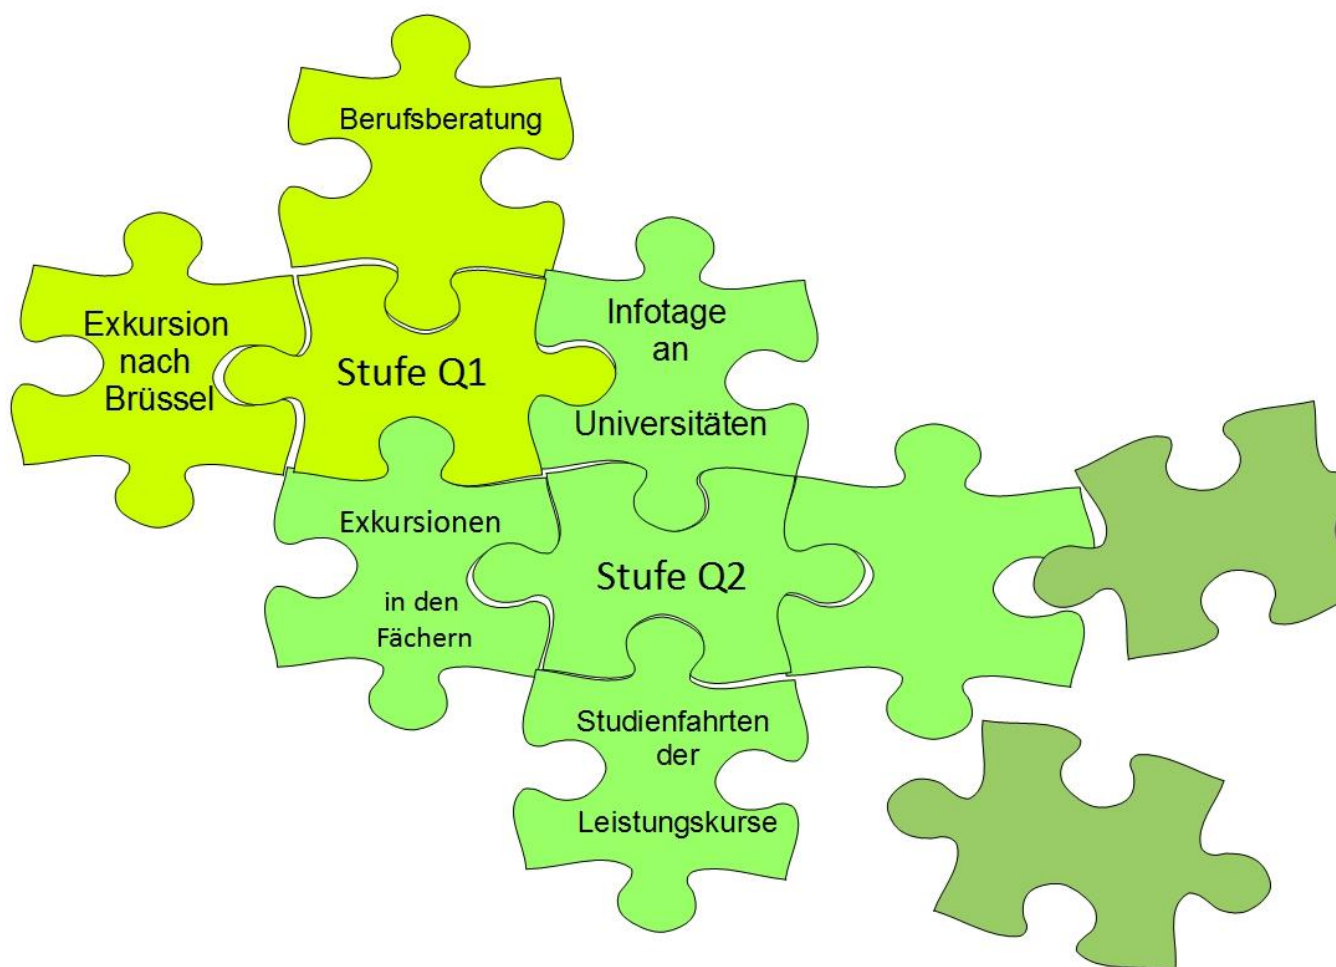 Berufsberatung
Exkursion
nach
Brüssel
Stufe Q1
Infotage
an
Universitäten
Exkursionen
in den
Fächern
Stufe Q2
Studienfahrten
der
Leistungskurse